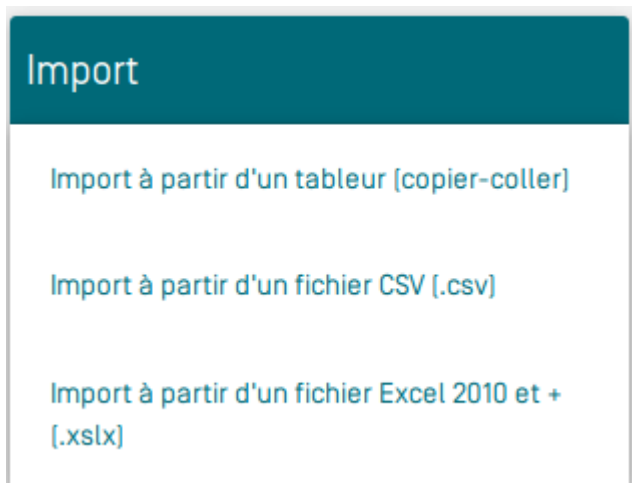 Import
Import à partir d'un tableur (copier-coller)
Import à partir d'un fichier CSV (.csv)
Import à partir d'un fichier Excel 2010 et +
(.xslx)